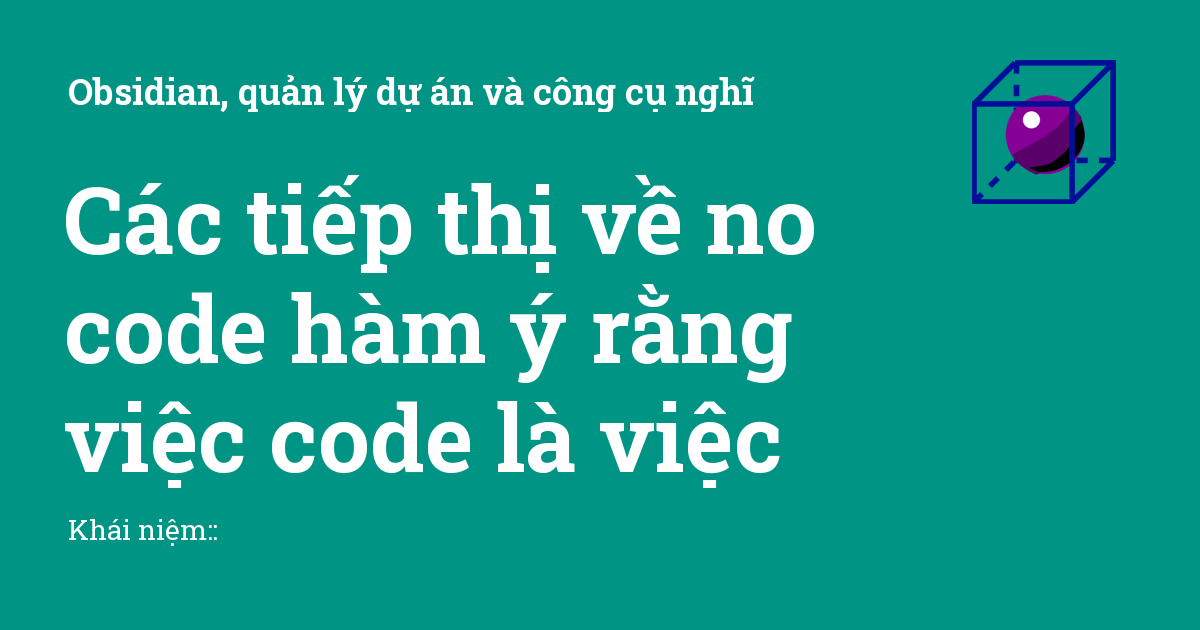 Obsidian, quản lý dự án và công cụ nghĩ
Các tiếp thị về no
code hàm ý rằng
việc code là việc
Khái niệm::